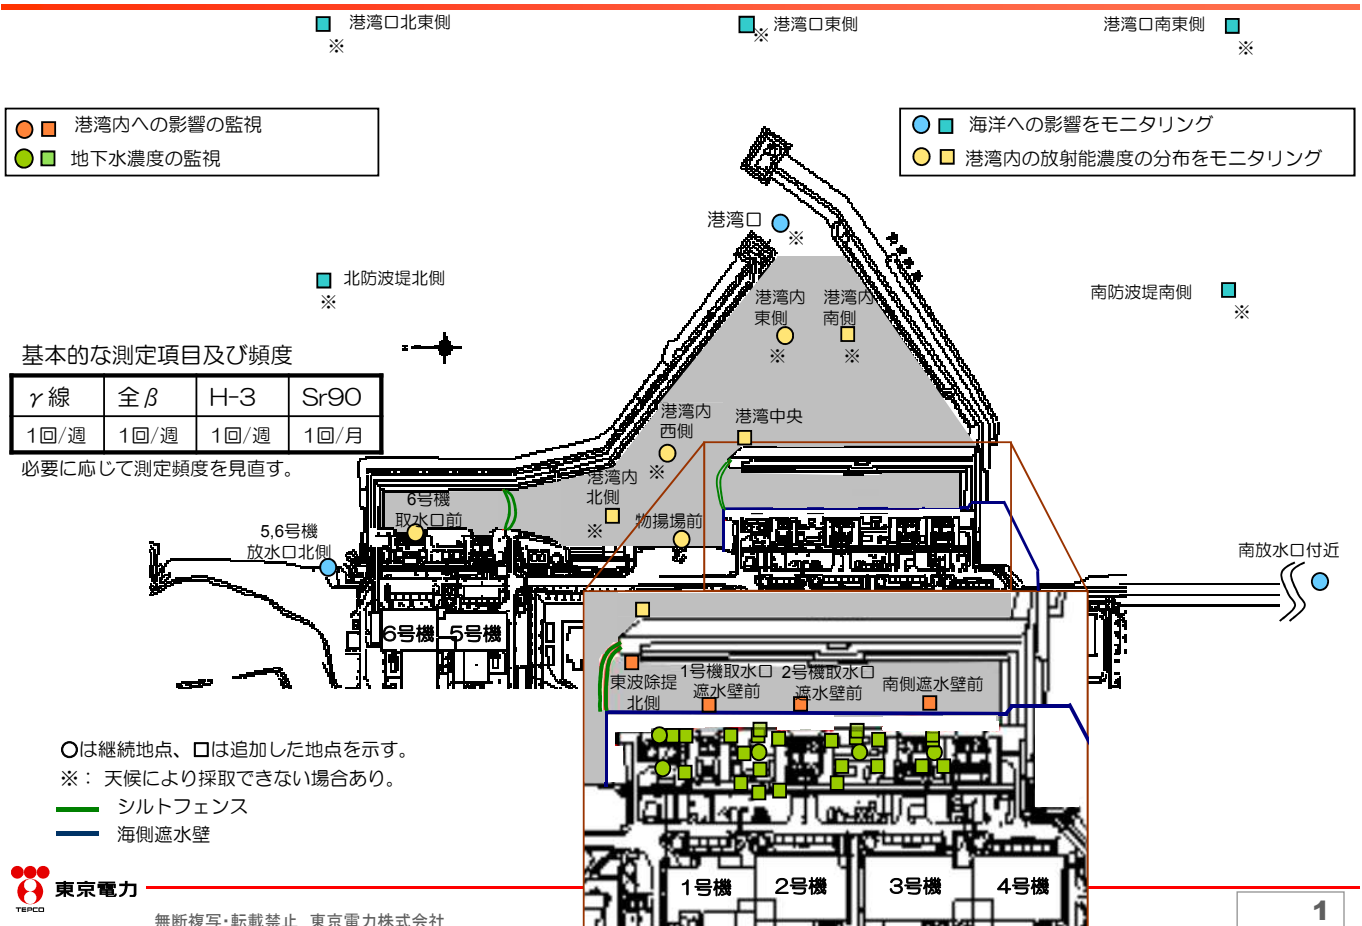 港湾口北東側
※
港湾口東側
※
港湾口南東側
※
港湾内への影響の監視
地下水濃度の監視
海洋への影響をモニタリング
港湾内の放射能濃度の分布をモニタリング
港湾口
※
北防波堤北側
※
南防波堤南側
※
港湾内
東側
※
港湾内
南側
※
基本的な測定項目及び頻度
γ線 全β H-3 Sr90
1回/週 1回/週 1回/週 1回/月
必要に応じて測定頻度を見直す。
港湾内
西側
※
港湾中央
港湾内
北側
※
物揚場前
6号機
取水口前
5,6号機
放水口北側
南放水口付近
6号機
5号機
東波除堤
北側
1号機取水口
遮水壁前
2号機取水口
遮水壁前
南側遮水壁前
○は継続地点、□は追加した地点を示す。
※： 天候により採取できない場合あり。
シルトフェンス
海側遮水壁
1号機
2号機
3号機
4号機
東京電力
TEPCO
無断複写・転載禁止 東京電力株式会社
1